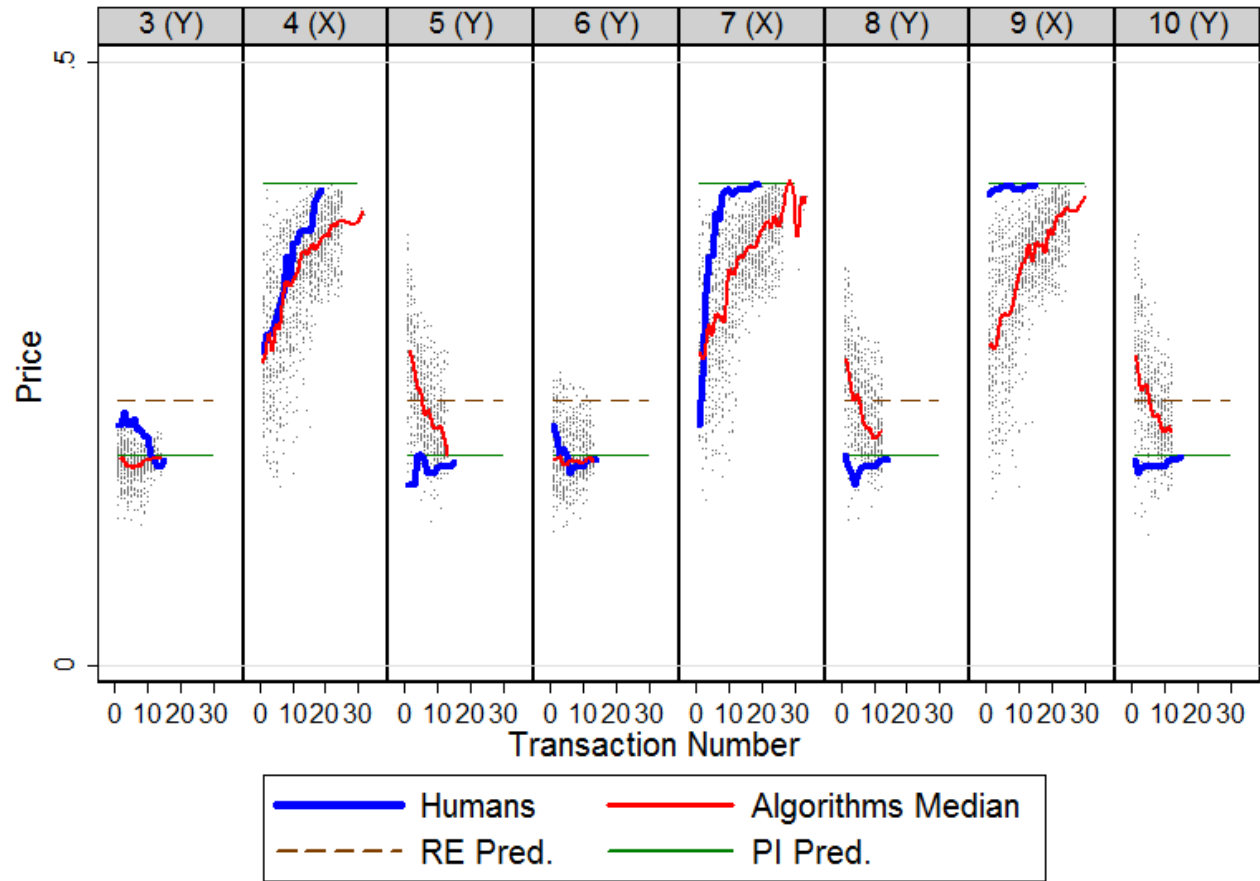 3 (Y) 4 (X) 5 (Y) 6 (Y) 7 (X) 8 (Y) 9 (X) 10 (Y)
.5
Price
0
0 10 20 30 0 10 20 30 0 10 20 30 0 10 20 30 0 10 20 30 0 10 20 30 0 10 20 30 0 10 20 30
Transaction Number
Humans Algorithms Median
RE Pred. PI Pred.